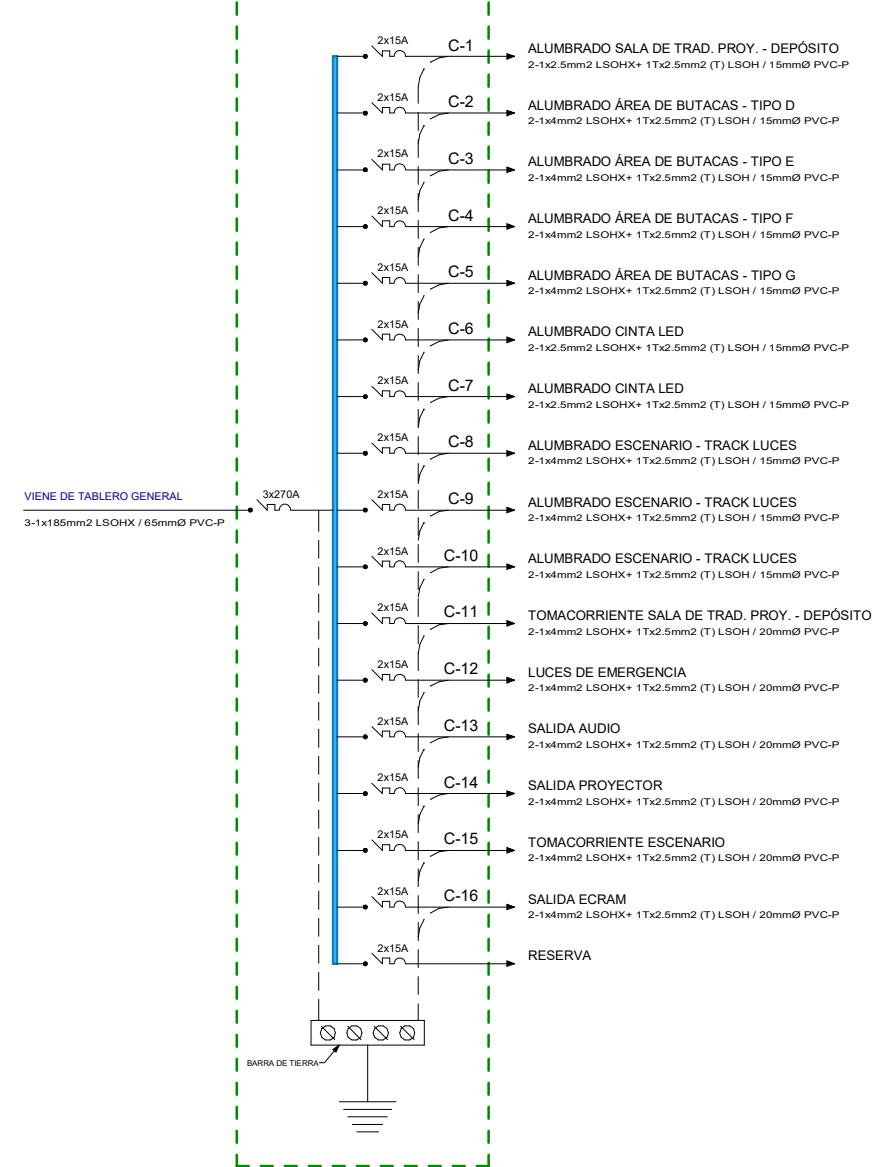 2x15A C-1 ALUMBRADO SALA DE TRAD. PROY. - DEPÓSITO
2-1x2.5mm2 LSOHX+ 1Tx2.5mm2 (T) LSOH / 15mmØ PVC-P
2x15A C-2 ALUMBRADO ÁREA DE BUTACAS - TIPO D
2-1x4mm2 LSOHX+ 1Tx2.5mm2 (T) LSOH / 15mmØ PVC-P
2x15A C-3 ALUMBRADO ÁREA DE BUTACAS - TIPO E
2-1x4mm2 LSOHX+ 1Tx2.5mm2 (T) LSOH / 15mmØ PVC-P
2x15A C-4 ALUMBRADO ÁREA DE BUTACAS - TIPO F
2-1x4mm2 LSOHX+ 1Tx2.5mm2 (T) LSOH / 15mmØ PVC-P
2x15A C-5 ALUMBRADO ÁREA DE BUTACAS - TIPO G
2-1x4mm2 LSOHX+ 1Tx2.5mm2 (T) LSOH / 15mmØ PVC-P
2x15A C-6 ALUMBRADO CINTA LED
2-1x2.5mm2 LSOHX+ 1Tx2.5mm2 (T) LSOH / 15mmØ PVC-P
2x15A C-7 ALUMBRADO CINTA LED
2-1x2.5mm2 LSOHX+ 1Tx2.5mm2 (T) LSOH / 15mmØ PVC-P
2x15A C-8 ALUMBRADO ESCENARIO - TRACK LUCES
2-1x4mm2 LSOHX+ 1Tx2.5mm2 (T) LSOH / 15mmØ PVC-P
VIENE DE TABLERO GENERAL 3x270A
3-1x185mm2 LSOHX / 65mmØ PVC-P
2x15A C-9 ALUMBRADO ESCENARIO - TRACK LUCES
2-1x4mm2 LSOHX+ 1Tx2.5mm2 (T) LSOH / 15mmØ PVC-P
2x15A C-10 ALUMBRADO ESCENARIO - TRACK LUCES
2-1x4mm2 LSOHX+ 1Tx2.5mm2 (T) LSOH / 15mmØ PVC-P
2x15A C-11 TOMACORRIENTE SALA DE TRAD. PROY. - DEPÓSITO
2-1x4mm2 LSOHX+ 1Tx2.5mm2 (T) LSOH / 20mmØ PVC-P
2x15A C-12 LUCES DE EMERGENCIA
2-1x4mm2 LSOHX+ 1Tx2.5mm2 (T) LSOH / 20mmØ PVC-P
2x15A C-13 SALIDA AUDIO
2-1x4mm2 LSOHX+ 1Tx2.5mm2 (T) LSOH / 20mmØ PVC-P
2x15A C-14 SALIDA PROYECTOR
2-1x4mm2 LSOHX+ 1Tx2.5mm2 (T) LSOH / 20mmØ PVC-P
2x15A C-15 TOMACORRIENTE ESCENARIO
2-1x4mm2 LSOHX+ 1Tx2.5mm2 (T) LSOH / 20mmØ PVC-P
2x15A C-16 SALIDA ECRAM
2-1x4mm2 LSOHX+ 1Tx2.5mm2 (T) LSOH / 20mmØ PVC-P
2x15A RESERVA
BARRA DE TIERRA